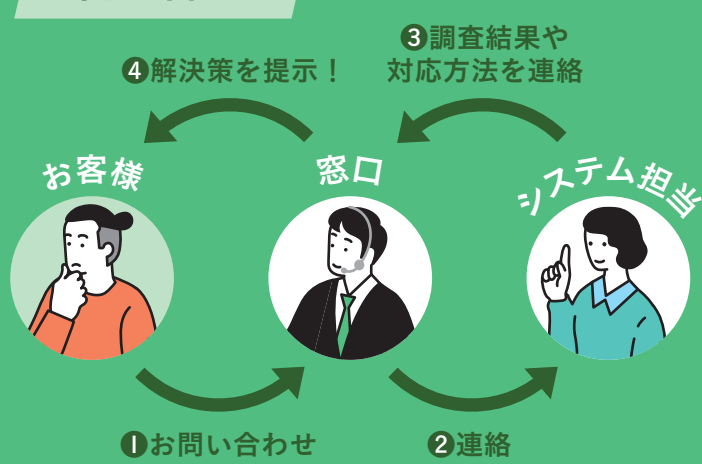 ❸調査結果や
対応方法を連絡
❹解決策を提示！
お客様
窓口
システム担当
❶お問い合わせ
❷連絡